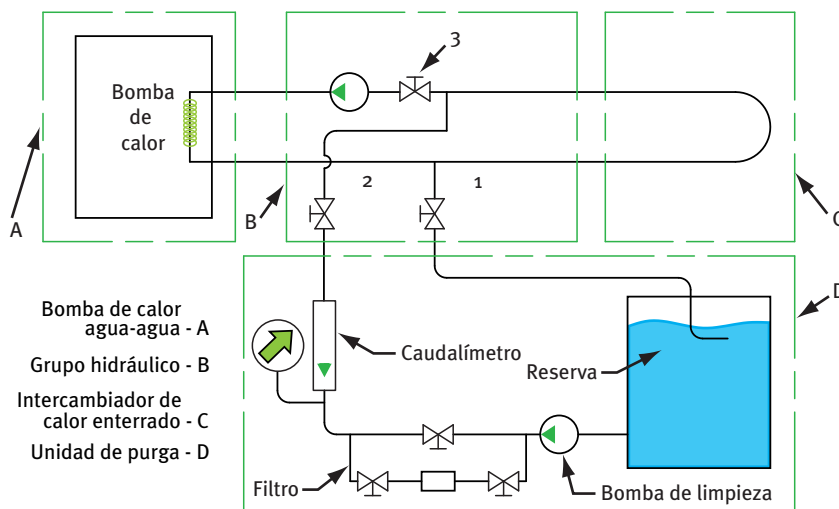 3
Bomba
de
calor
A
B
2
1
C
D
Bomba de calor
agua-agua - A
Grupo hidráulico - B
Intercambiador de
calor enterrado - C
Unidad de purga - D
Caudalímetro
Reserva
Filtro
Bomba de limpieza